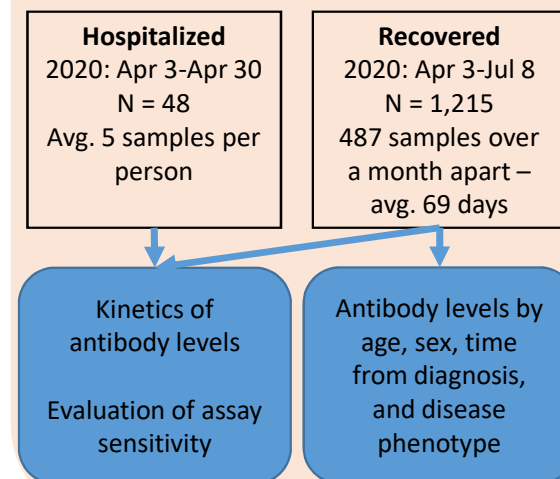 Hospitalized
2020: Apr 3-Apr 30
N = 48
Avg. 5 samples per
person
Recovered
2020: Apr 3-Jul 8
N = 1,215
487 samples over
a month apart –
avg. 69 days
Kinetics of
antibody levels
Evaluation of assay
sensitivity
Antibody levels by
age, sex, time
from diagnosis,
and disease
phenotype